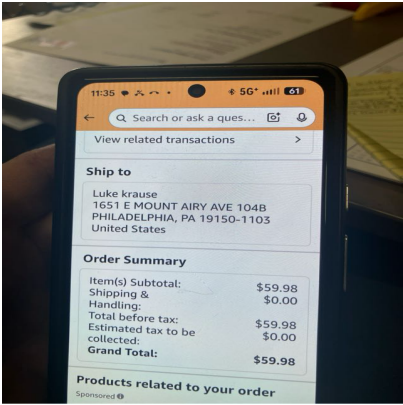 11:35
5G+ 61
Search or ask a ques...
View related transactions
Ship to
Luke krause
1651 E MOUNT AIRY AVE 104B
PHILADELPHIA, PA 19150-1103
United States
Order Summary
Item(s) Subtotal: $59.98
Shipping & Handling: $0.00
Total before tax: $59.98
Estimated tax to be collected: $0.00
Grand Total: $59.98
Products related to your order
Sponsored